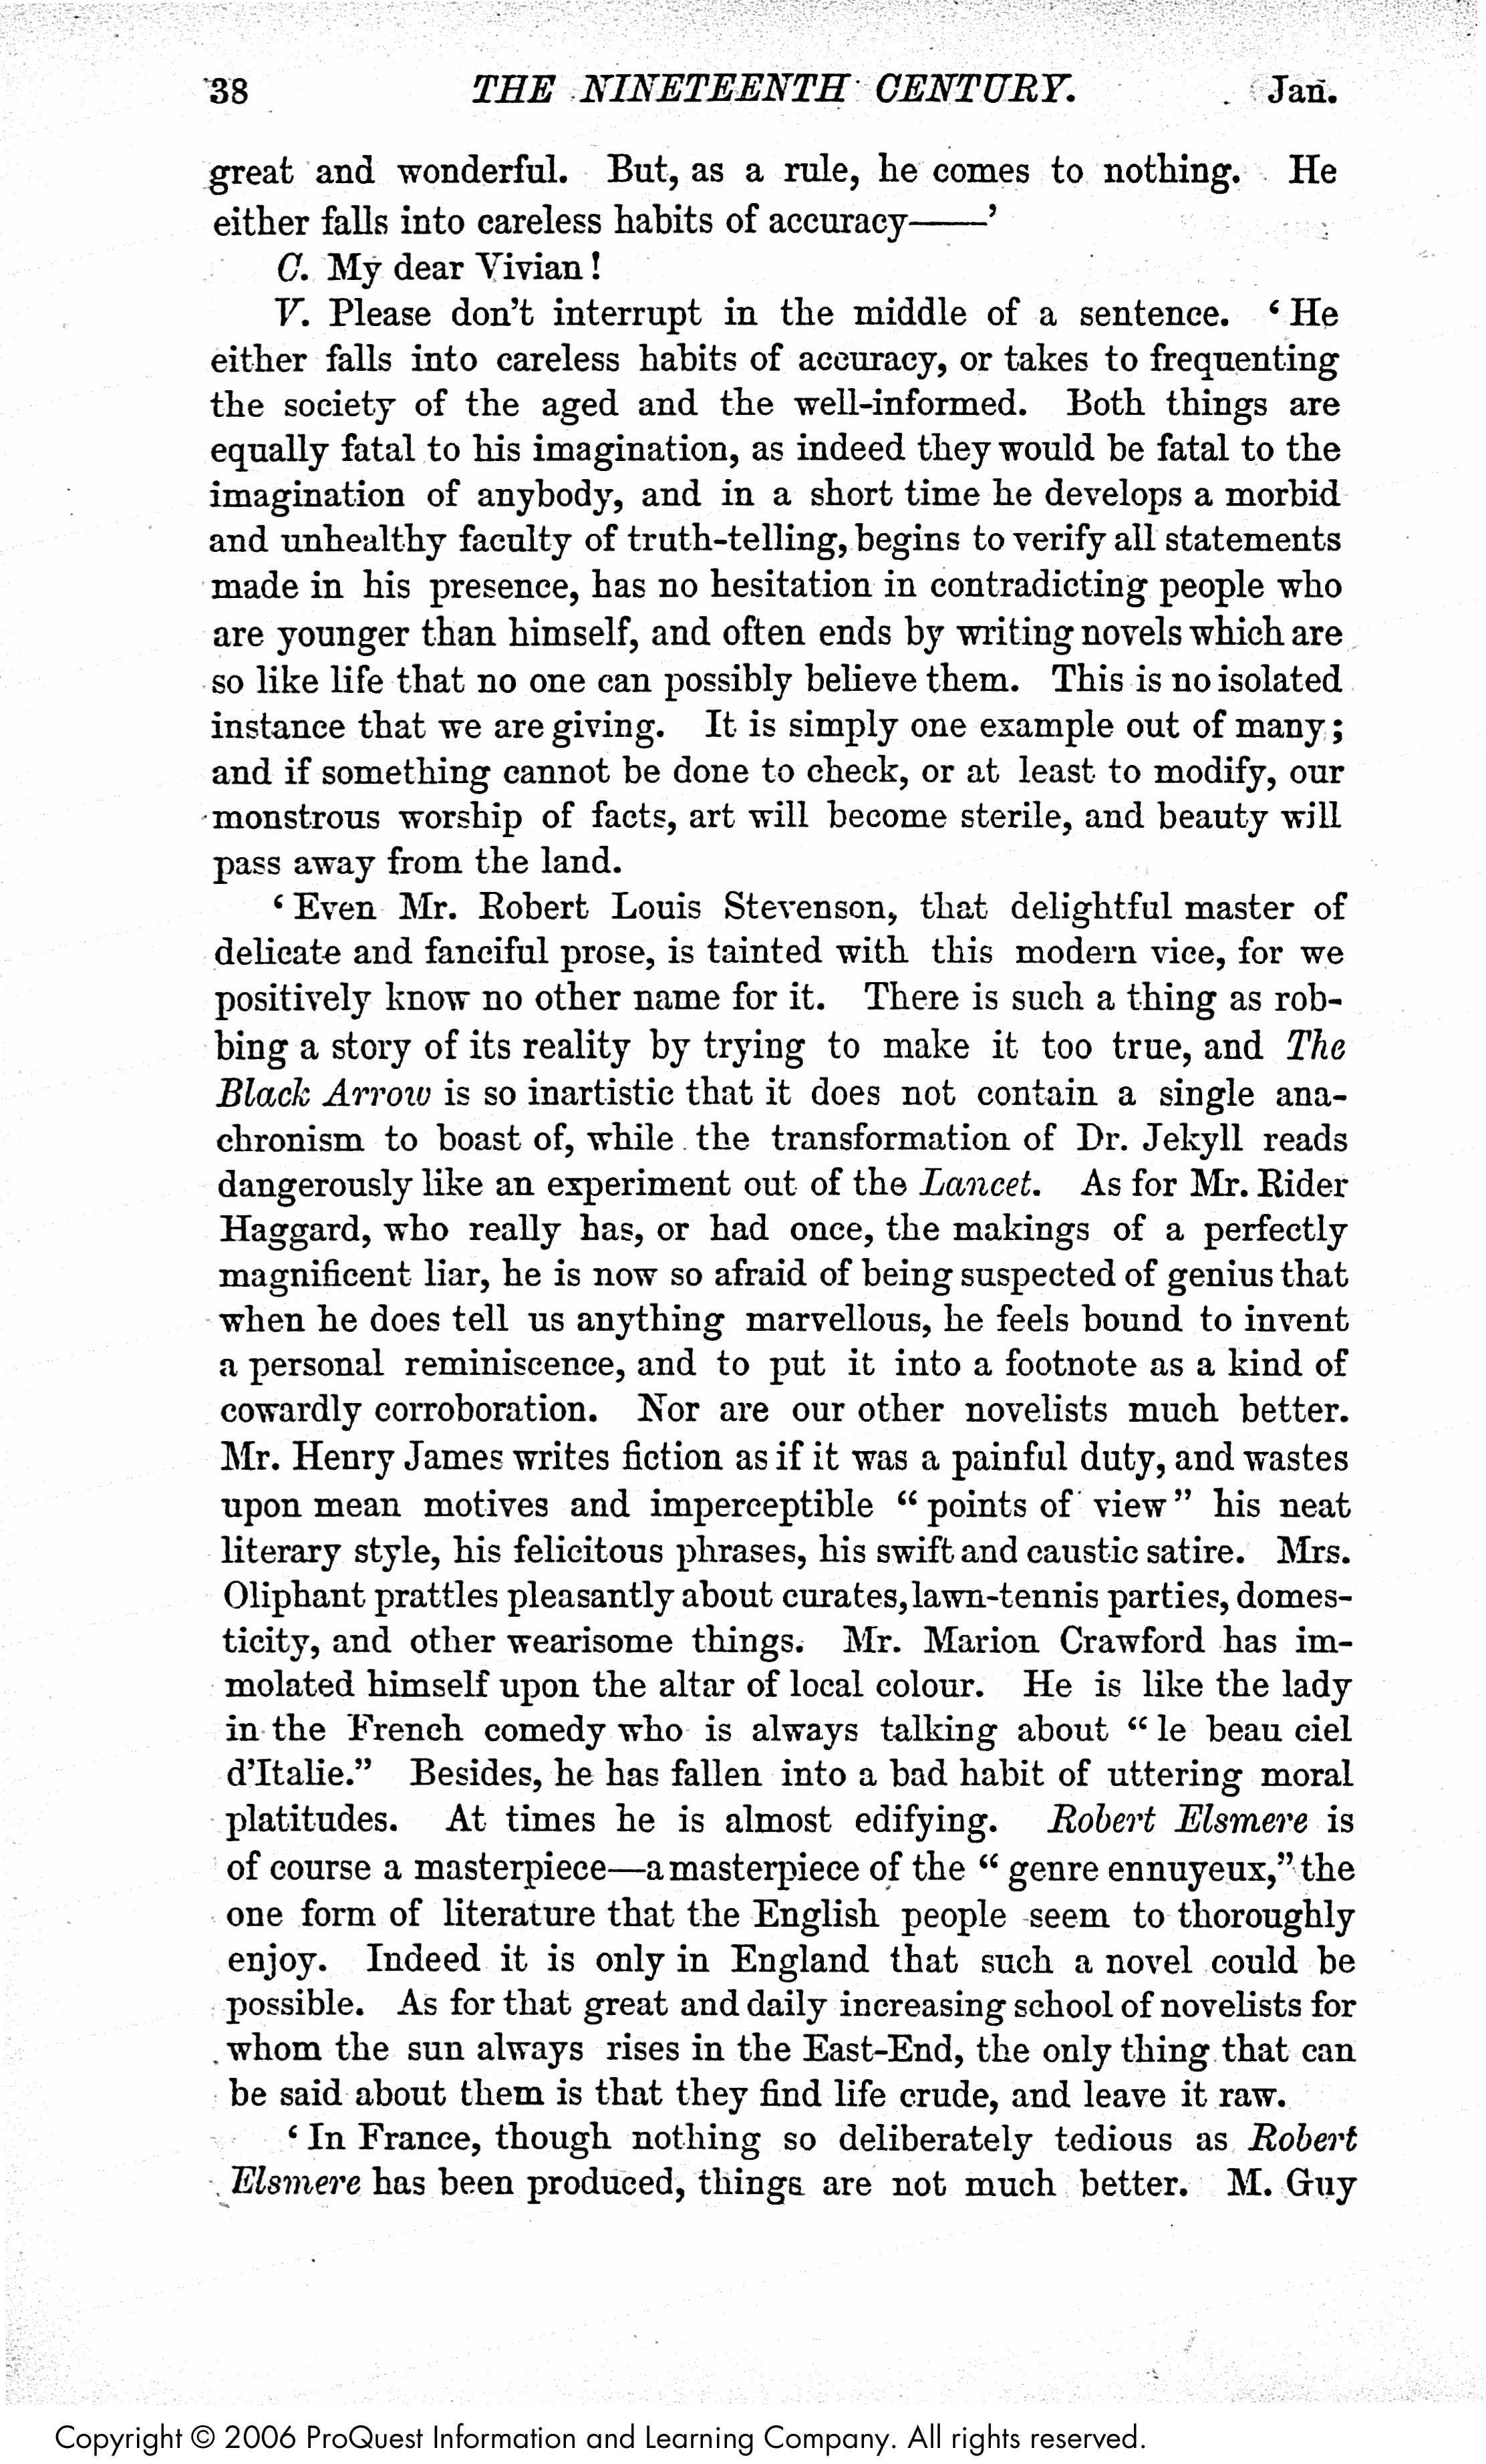 38 THE NINETEENTH CENTURY. Jan.
great and wonderful. But, as a rule, he comes to nothing. He
either falls into careless habits of accuracy——’
C. My dear Vivian!
V. Please don’t interrupt in the middle of a sentence. ‘He
either falls into careless habits of accuracy, or takes to frequenting
the society of the aged and the well-informed. Both things are
equally fatal to his imagination, as indeed they would be fatal to the
imagination of anybody, and in a short time he develops a morbid
and unhealthy faculty of truth-telling, begins to verify all statements
made in his presence, has no hesitation in contradicting people who
are younger than himself, and often ends by writing novels which are
so like life that no one can possibly believe them. This is no isolated
instance that we are giving. It is simply one example out of many;
and if something cannot be done to check, or at least to modify, our
monstrous worship of facts, art will become sterile, and beauty will
pass away from the land.
‘Even Mr. Robert Louis Stevenson, that delightful master of
delicate and fanciful prose, is tainted with this modern vice, for we
positively know no other name for it. There is such a thing as rob-
bing a story of its reality by trying to make it too true, and The
Black Arrow is so inartistic that it does not contain a single ana-
chronism to boast of, while the transformation of Dr. Jekyll reads
dangerously like an experiment out of the Lancet. As for Mr. Rider
Haggard, who really has, or had once, the makings of a perfectly
magnificent liar, he is now so afraid of being suspected of genius that
when he does tell us anything marvellous, he feels bound to invent
a personal reminiscence, and to put it into a footnote as a kind of
cowardly corroboration. Nor are our other novelists much better.
Mr. Henry James writes fiction as if it was a painful duty, and wastes
upon mean motives and imperceptible “points of view” his neat
literary style, his felicitous phrases, his swift and caustic satire. Mrs.
Oliphant prattles pleasantly about curates, lawn-tennis parties, domes-
ticity, and other wearisome things. Mr. Marion Crawford has im-
molated himself upon the altar of local colour. He is like the lady
in the French comedy who is always talking about “le beau ciel
d’Italie.” Besides, he has fallen into a bad habit of uttering moral
platitudes. At times he is almost edifying. Robert Elsmere is
of course a masterpiece—a masterpiece of the “genre ennuyeux,” the
one form of literature that the English people seem to thoroughly
enjoy. Indeed it is only in England that such a novel could be
possible. As for that great and daily increasing school of novelists for
whom the sun always rises in the East-End, the only thing that can
be said about them is that they find life crude, and leave it raw.
‘In France, though nothing so deliberately tedious as Robert
Elsmere has been produced, things are not much better. M. Guy
Copyright © 2006 ProQuest Information and Learning Company. All rights reserved.